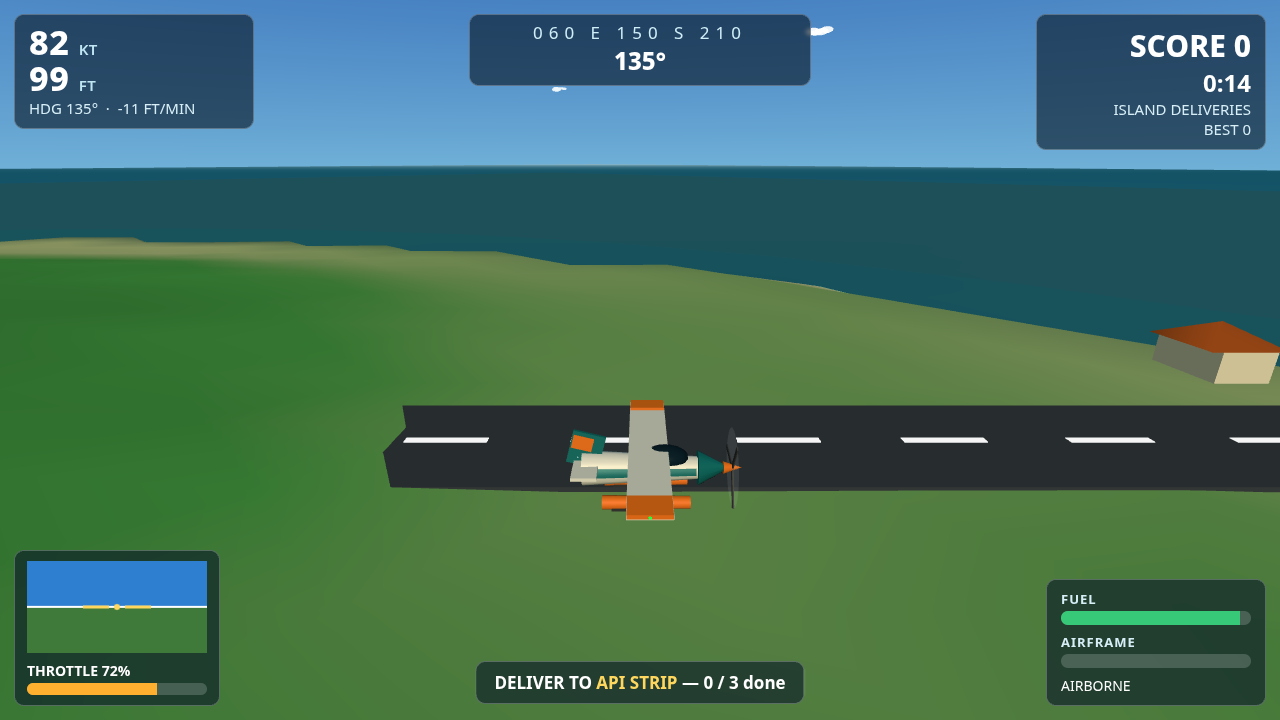 82 KT
99 FT
HDG 135° · -11 FT/MIN
060 E 150 S 210
135°
SCORE 0
0:14
ISLAND DELIVERIES
BEST 0
THROTTLE 72%
DELIVER TO API STRIP — 0 / 3 done
FUEL
AIRFRAME
AIRBORNE